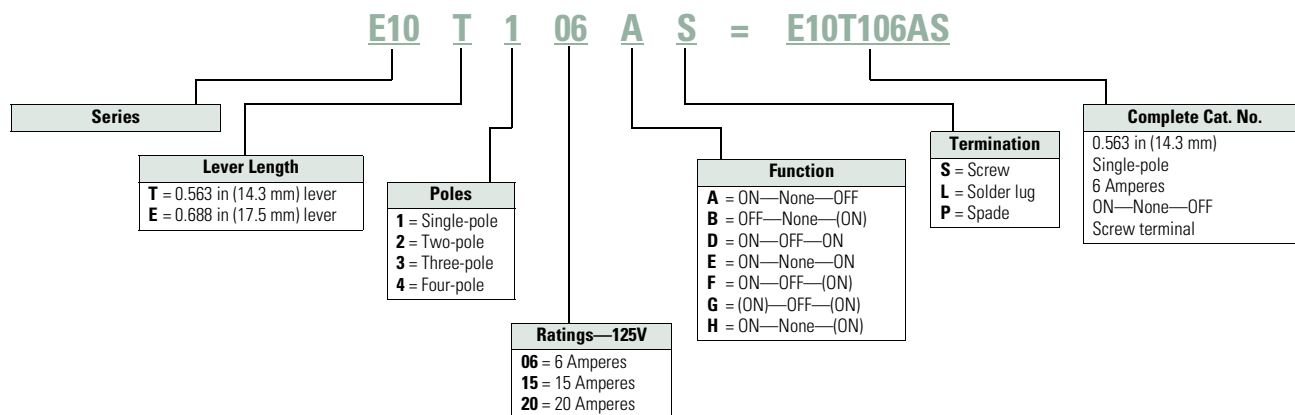 E10 T 1 06 A S = E10T106AS
Series
Lever Length
T = 0.563 in (14.3 mm) lever
E = 0.688 in (17.5 mm) lever
Poles
1 = Single-pole
2 = Two-pole
3 = Three-pole
4 = Four-pole
Ratings—125V
06 = 6 Amperes
15 = 15 Amperes
20 = 20 Amperes
Function
A = ON—None—OFF
B = OFF—None—(ON)
D = ON—OFF—ON
E = ON—None—ON
F = ON—OFF—(ON)
G = (ON)—OFF—(ON)
H = ON—None—(ON)
Termination
S = Screw
L = Solder lug
P = Spade
Complete Cat. No.
0.563 in (14.3 mm)
Single-pole
6 Amperes
ON—None—OFF
Screw terminal